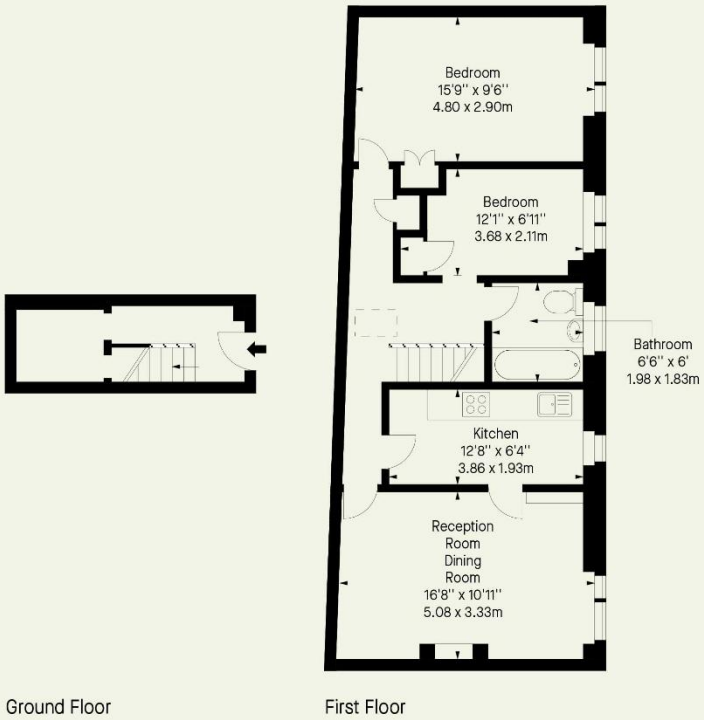 Bedroom
15'9'' x 9'6''
4.80 x 2.90m
Bedroom
12'1'' x 6'11''
3.68 x 2.11m
Bathroom
6'6'' x 6'
1.98 x 1.83m
Kitchen
12'8'' x 6'4''
3.86 x 1.93m
Reception
Room
Dining
Room
16'8'' x 10'11''
5.08 x 3.33m
Ground Floor
First Floor